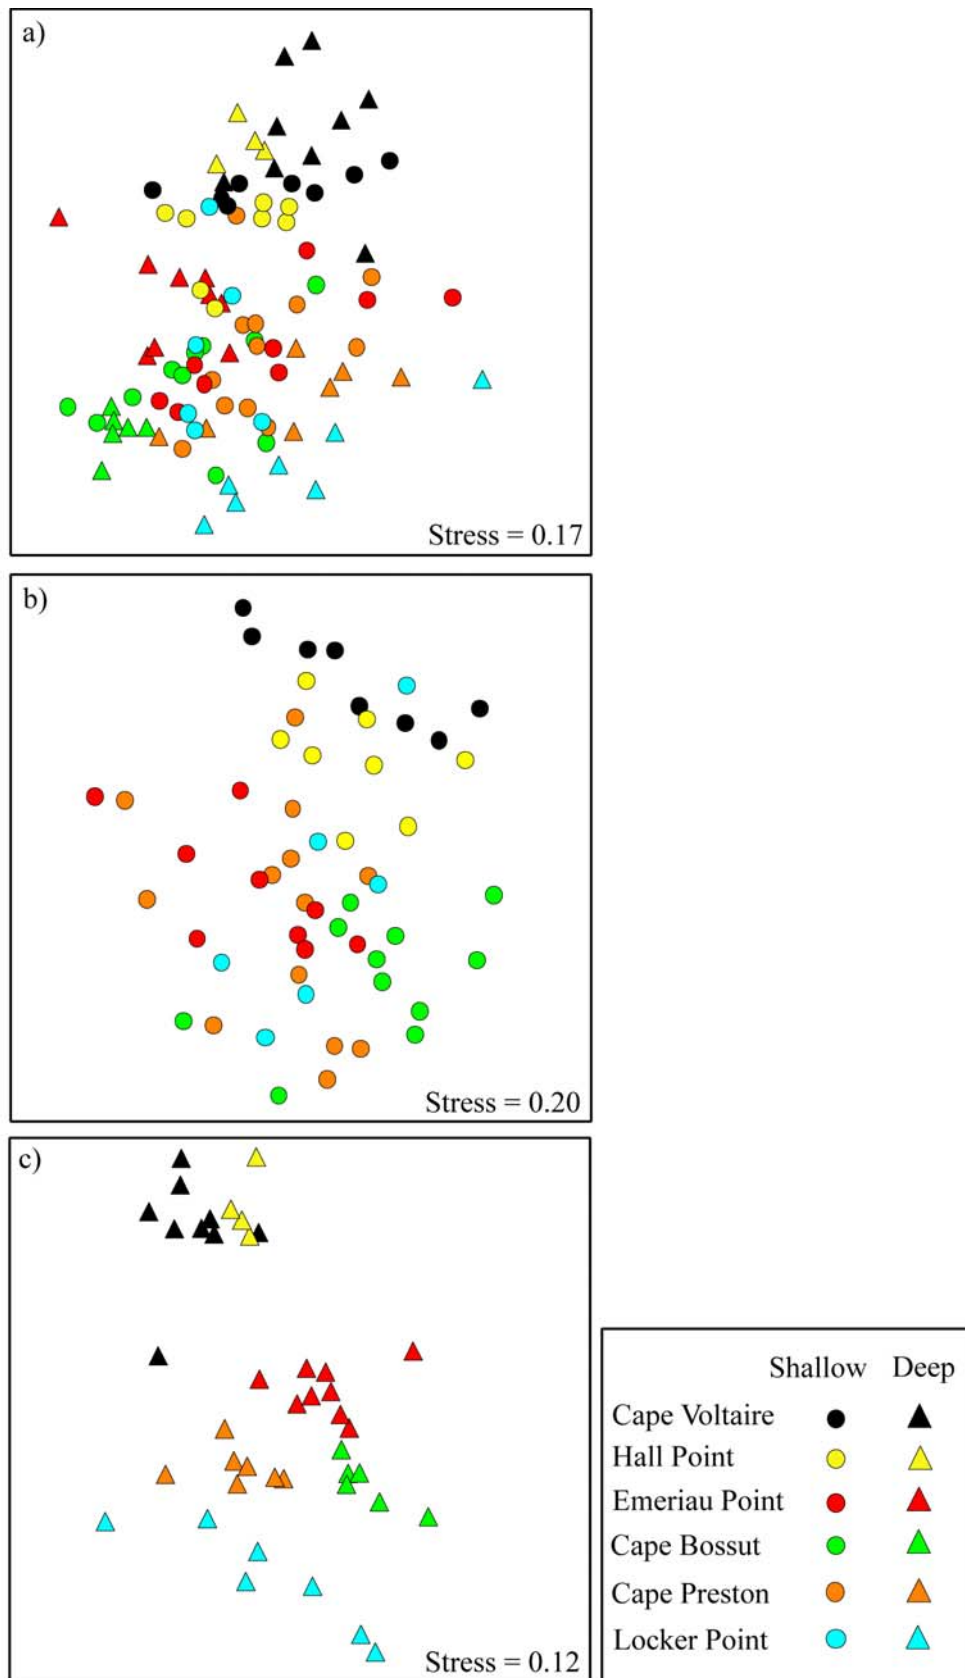 a)
Stress = 0.17
b)
Stress = 0.20
c)
Stress = 0.12
Shallow Deep
Cape Voltaire
Hall Point
Emeriau Point
Cape Bossut
Cape Preston
Locker Point